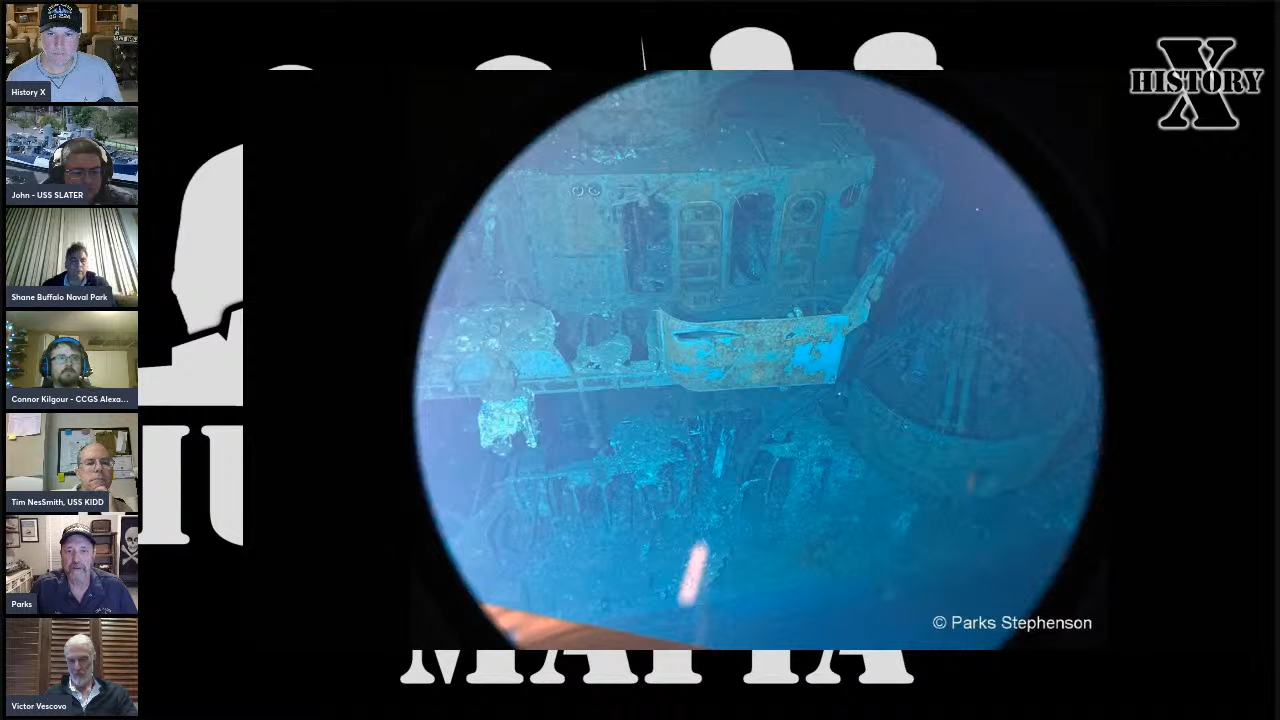 History X
John - USS SLATER
Shane Buffalo Naval Park
Connor Kilgour - CCGS Alexa...
Tim NesSmith, USS KIDD
Parks
Victor Vescovo
X
HISTORY
© Parks Stephenson
MAFIA